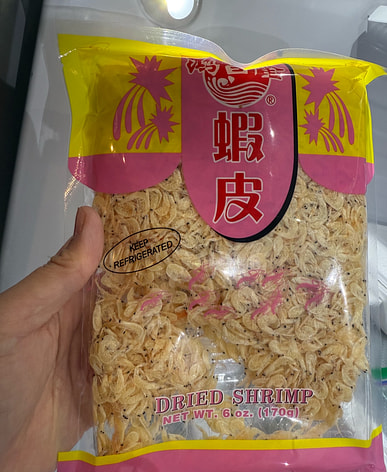 ®
蝦
皮
KEEP
REFRIGERATED
DRIED SHRIMP
NET WT. 6 oz. (170g)